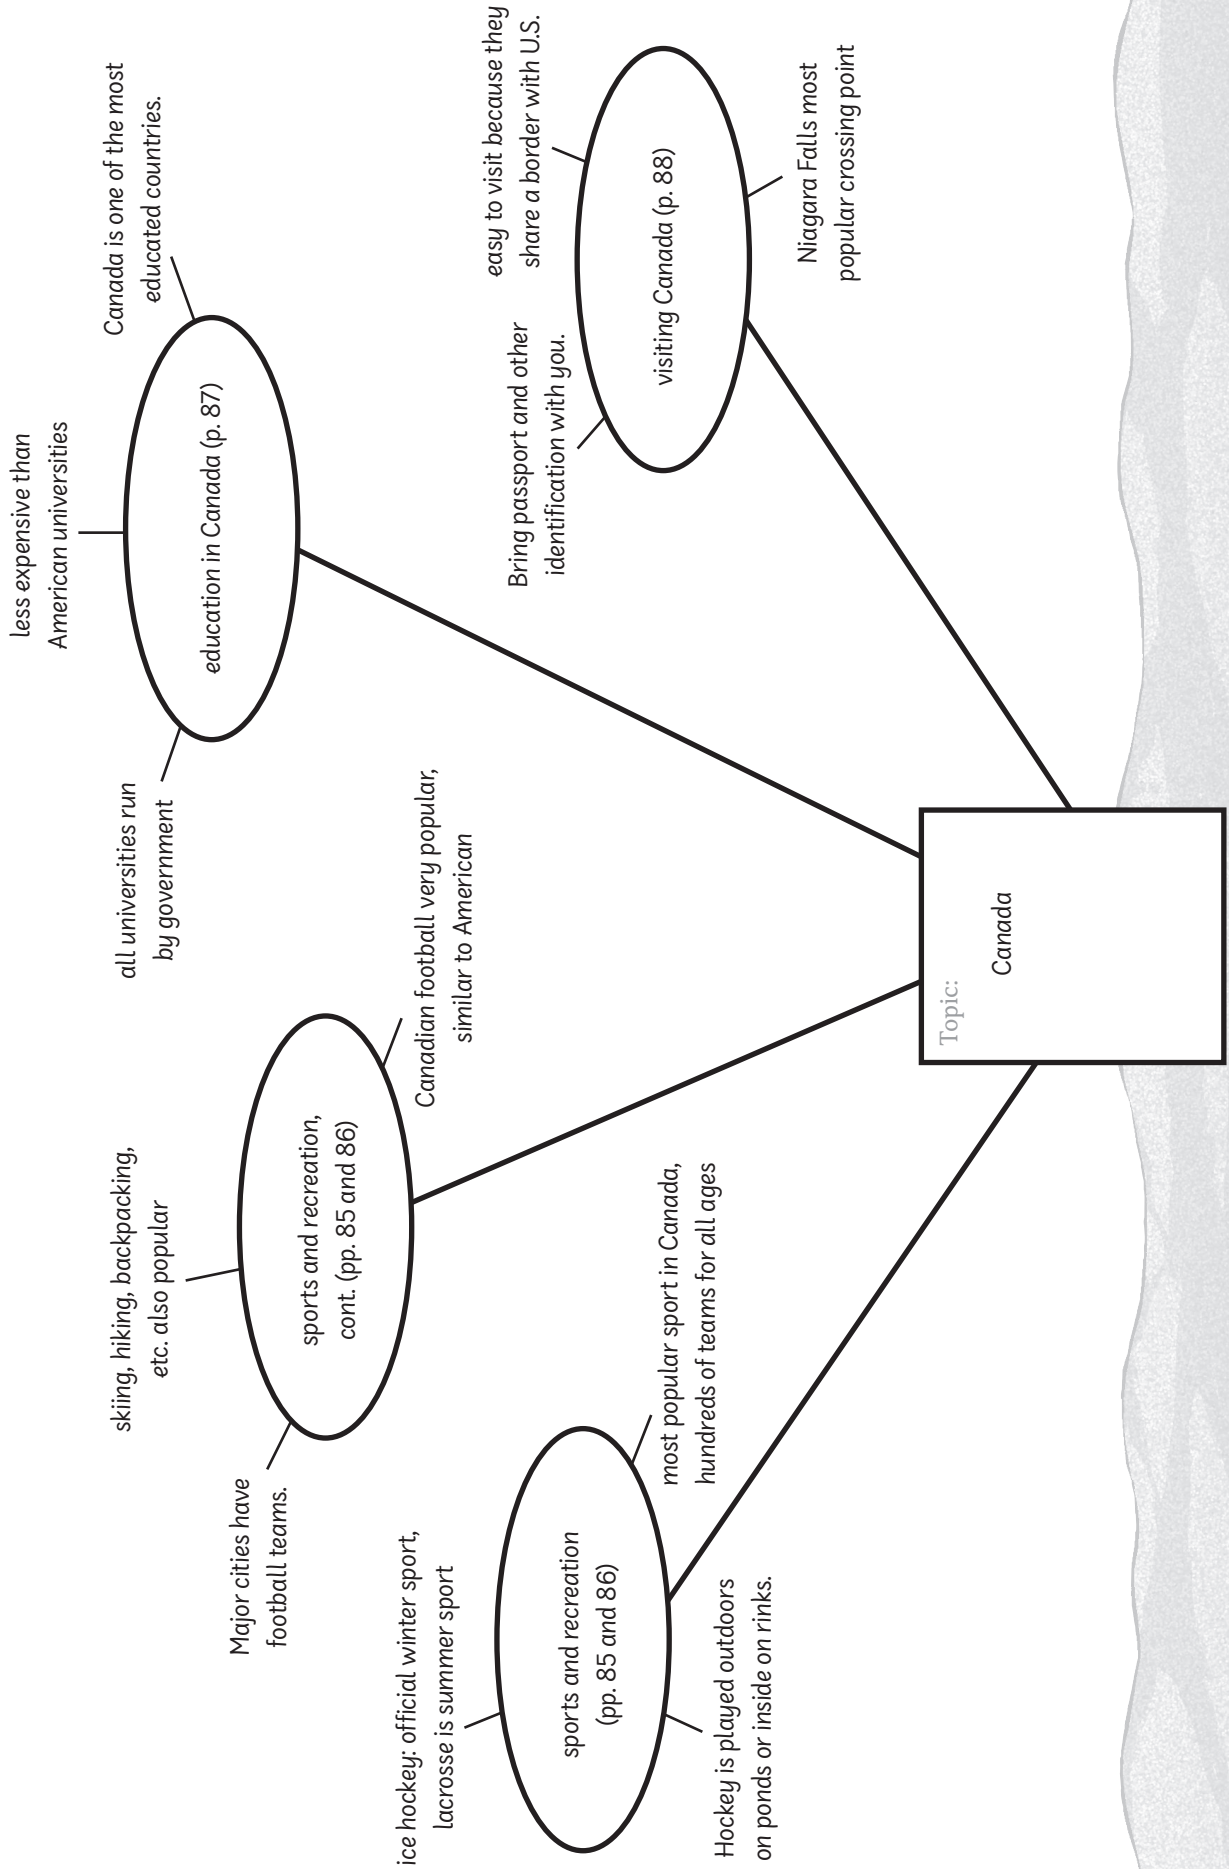 ice hockey: official winter sport,
lacrosse is summer sport
sports and recreation
(pp. 85 and 86)
most popular sport in Canada,
hundreds of teams for all ages
Hockey is played outdoors
on ponds or inside on rinks.
Major cities have
football teams.
skiing, hiking, backpacking,
etc. also popular
sports and recreation,
cont. (pp. 85 and 86)
Canadian football very popular,
similar to American
all universities run
by government
less expensive than
American universities
Canada is one of the most
educated countries.
education in Canada (p. 87)
Bring passport and other
identification with you.
easy to visit because they
share a border with U.S.
visiting Canada (p. 88)
Niagara Falls most
popular crossing point
Topic:
Canada